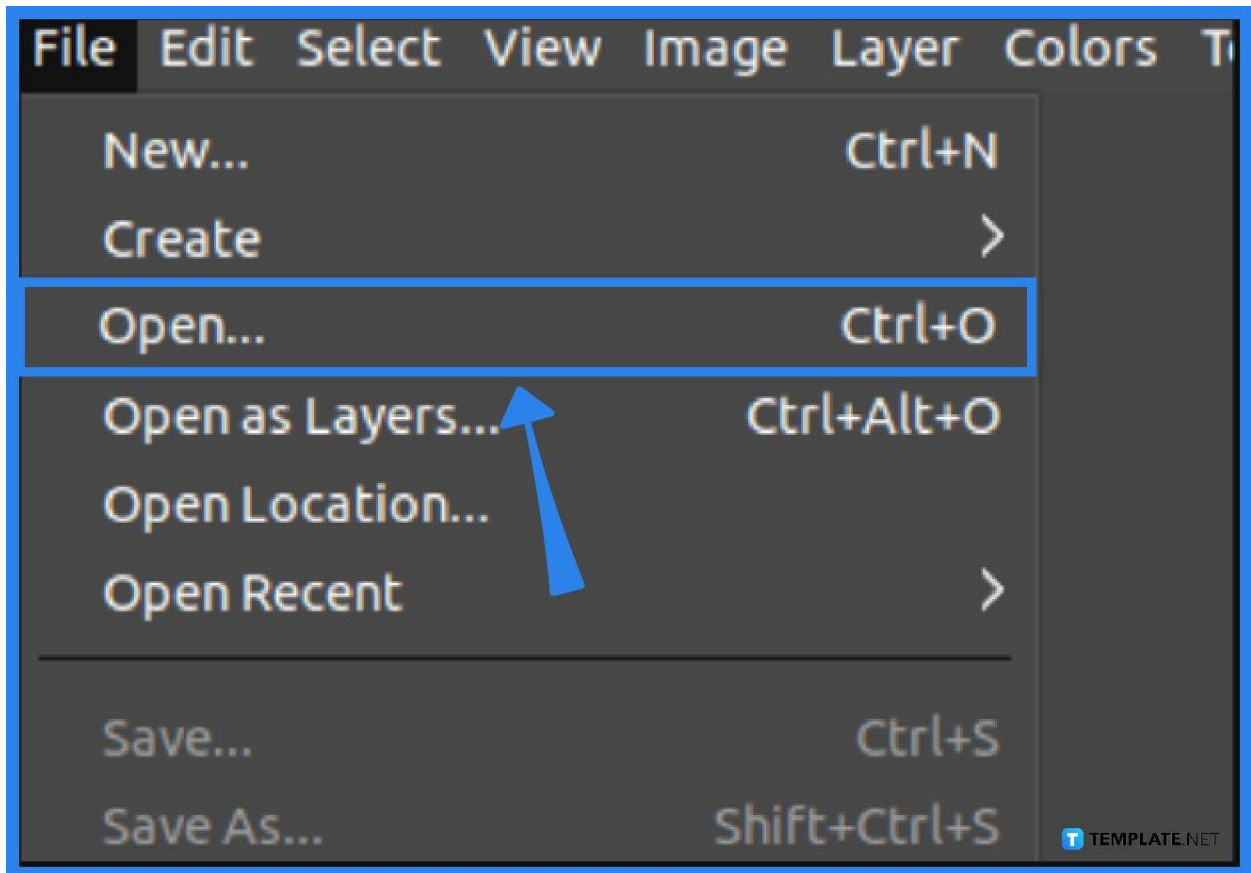 File Edit Select View Image Layer Colors
New... Ctrl+N
Create
Open... Ctrl+O
Open as Layers... Ctrl+Alt+O
Open Location...
Open Recent
Save... Ctrl+S
Save As... Shift+Ctrl+S
T TEMPLATE.NET